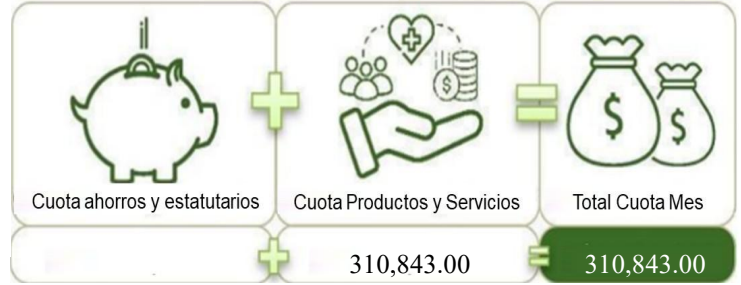 Cuota ahorros y estatutarios
Cuota Productos y Servicios
Total Cuota Mes
310,843.00
310,843.00